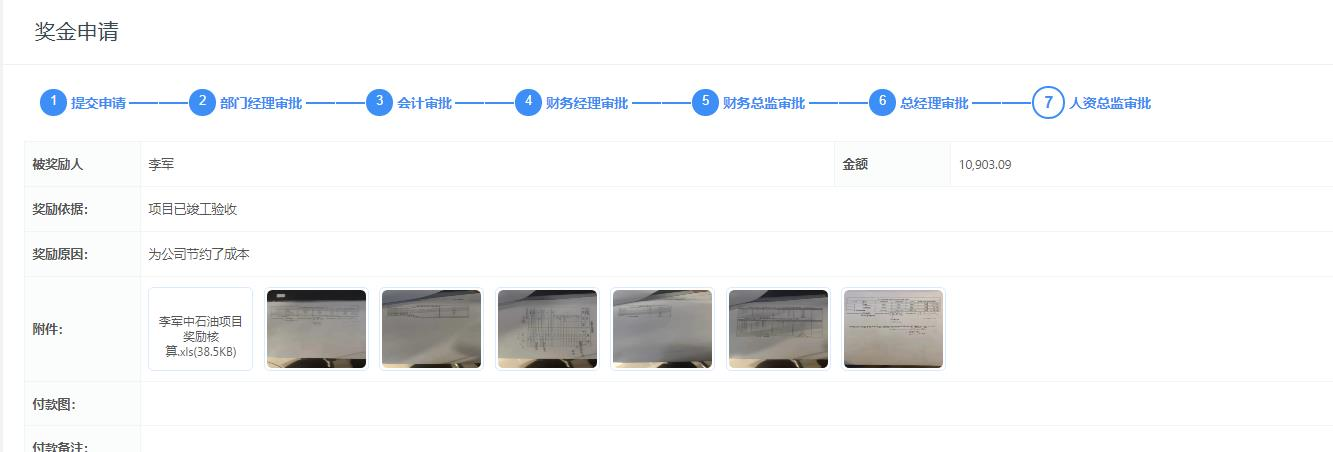 奖金申请
1 提交申请 2 部门经理审批 3 会计审批 4 财务经理审批 5 财务总监审批 6 总经理审批 7 人资总监审批
被奖励人 李军 金额 10,903.09
奖励依据: 项目已竣工验收
奖励原因: 为公司节约了成本
附件:
李军中石油项目
奖励核
算.xls(38.5KB)
付款图:
付款备注: